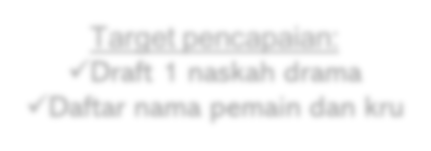 Target pencapaian:
✓Draft 1 naskah drama
✓Daftar nama pemain dan kru